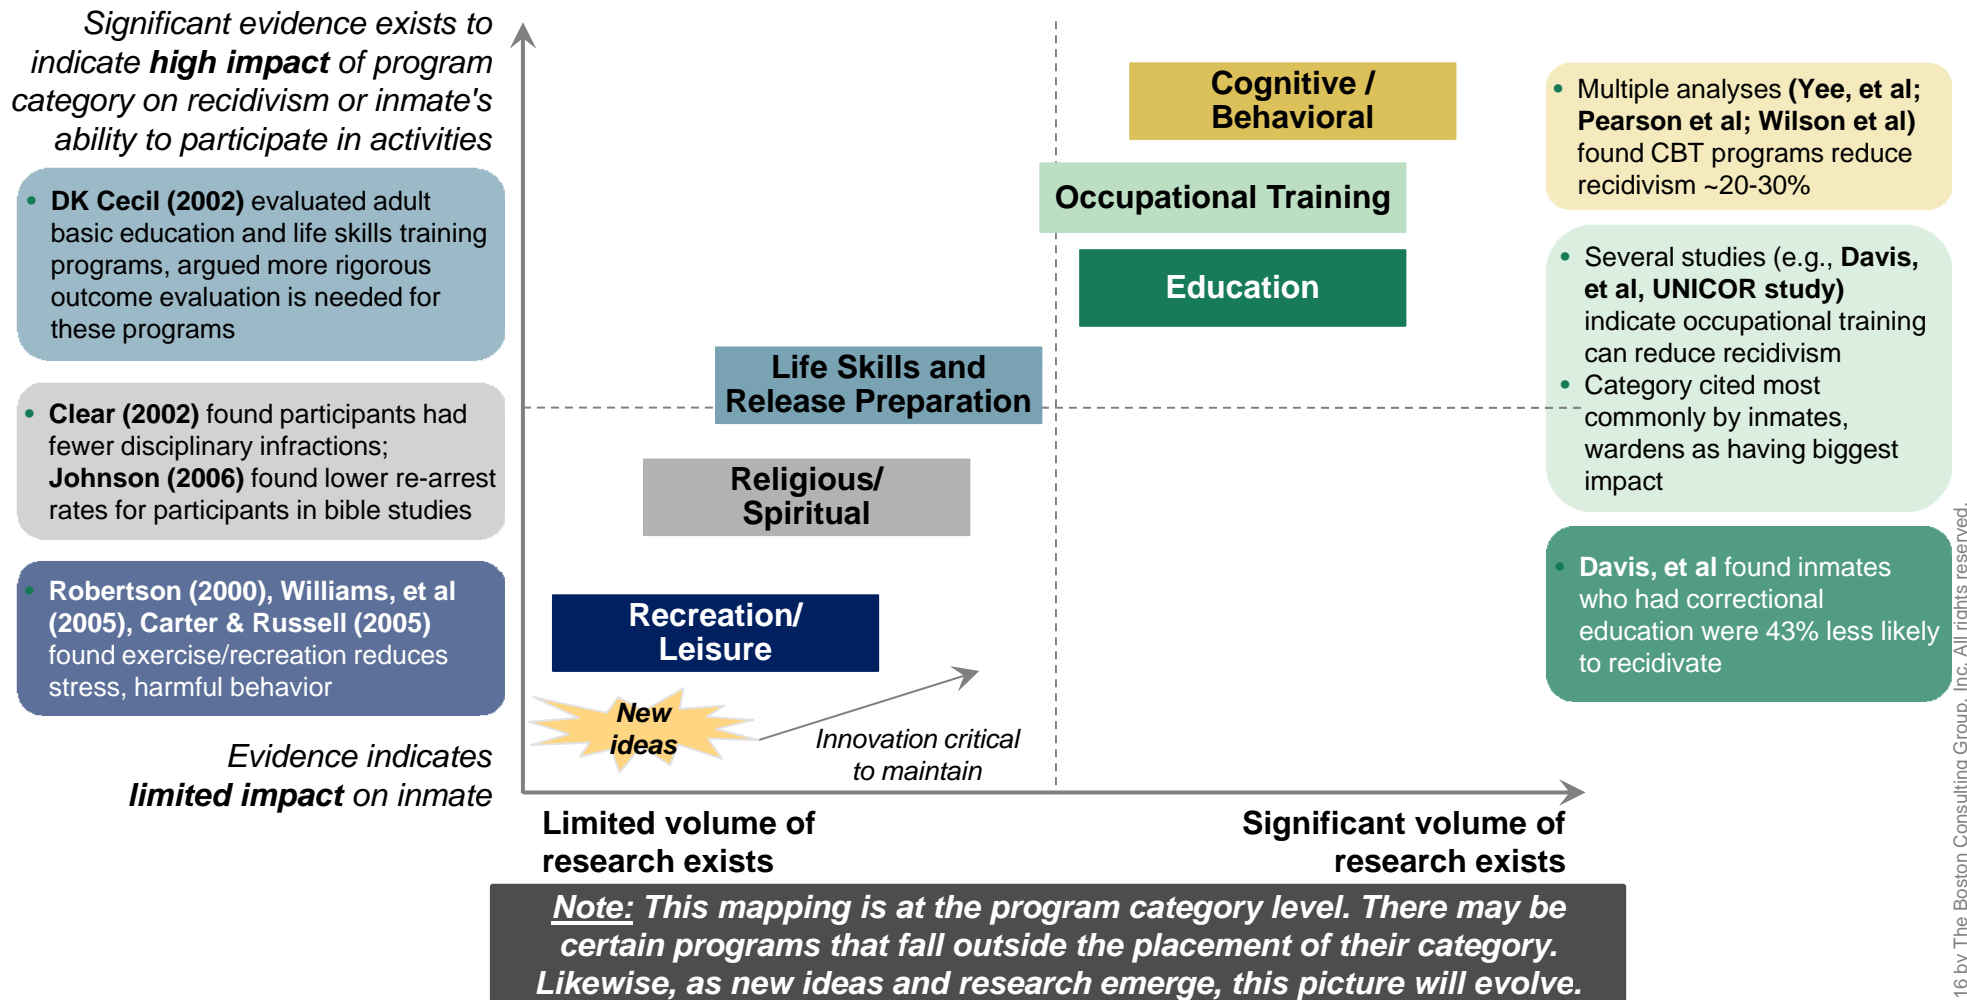 Significant evidence exists to
indicate high impact of program
category on recidivism or inmate's
ability to participate in activities
• DK Cecil (2002) evaluated adult
basic education and life skills training
programs, argued more rigorous
outcome evaluation is needed for
these programs
• Clear (2002) found participants had
fewer disciplinary infractions;
Johnson (2006) found lower re-arrest
rates for participants in bible studies
• Robertson (2000), Williams, et al
(2005), Carter & Russell (2005)
found exercise/recreation reduces
stress, harmful behavior
Evidence indicates
limited impact on inmate
Cognitive /
Behavioral
Occupational Training
Education
Life Skills and
Release Preparation
Religious/
Spiritual
Recreation/
Leisure
New
ideas
Innovation critical
to maintain
Limited volume of
research exists
Significant volume of
research exists
• Multiple analyses (Yee, et al;
Pearson et al; Wilson et al)
found CBT programs reduce
recidivism ~20-30%
• Several studies (e.g., Davis,
et al, UNICOR study)
indicate occupational training
can reduce recidivism
• Category cited most
commonly by inmates,
wardens as having biggest
impact
• Davis, et al found inmates
who had correctional
education were 43% less likely
to recidivate
Note: This mapping is at the program category level. There may be
certain programs that fall outside the placement of their category.
Likewise, as new ideas and research emerge, this picture will evolve.
16 by The Boston Consulting Group, Inc. All rights reserved.